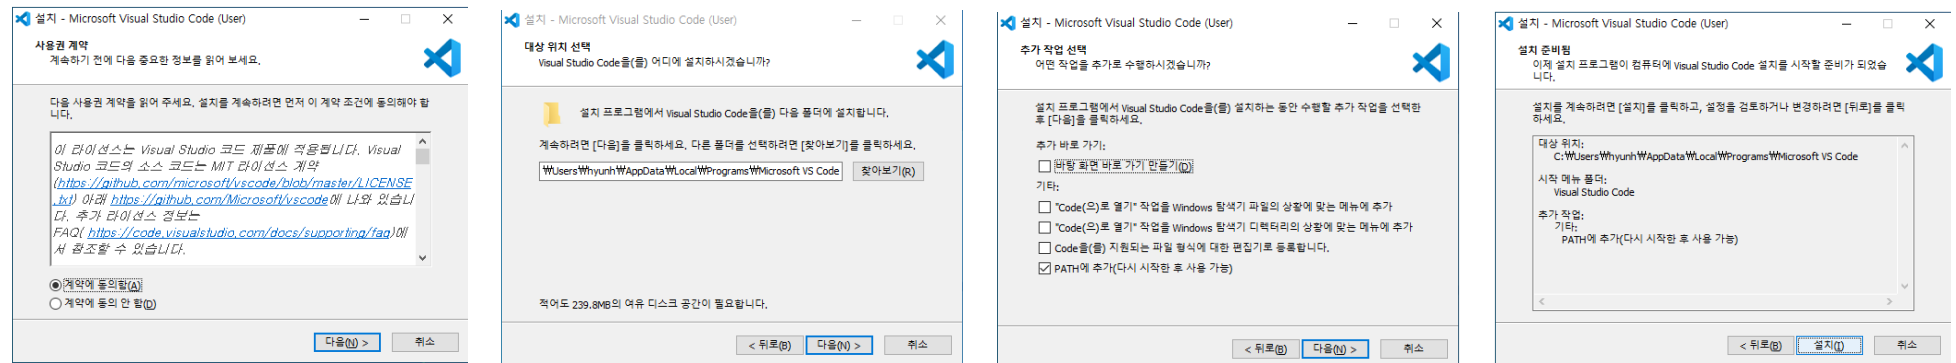 설치 - Microsoft Visual Studio Code (User)
사용권 계약
계속하기 전에 다음 중요한 정보를 읽어 보세요.
다음 사용권 계약을 읽어 주세요. 설치를 계속하려면 먼저 이 계약 조건에 동의해야 합
니다.
이 라이선스는 Visual Studio 코드 제품에 적용됩니다. Visual
Studio 코드의 소스 코드는 MIT 라이선스 계약
(https://github.com/microsoft/vscode/blob/master/LICENSE
.txt) 아래 https://github.com/Microsoft/vscode에 나와 있습니
다. 추가 라이선스 정보는
FAQ( https://code.visualstudio.com/docs/supporting/faq)에
서 참조할 수 있습니다.
계약에 동의함(A)
계약에 동의 안 함(D)
다음(N) >
취소
설치 - Microsoft Visual Studio Code (User)
대상 위치 선택
Visual Studio Code을(를) 어디에 설치하시겠습니까?
설치 프로그램에서 Visual Studio Code을(를) 다음 폴더에 설치합니다.
계속하려면 [다음]을 클릭하세요. 다른 폴더를 선택하려면 [찾아보기]를 클릭하세요.
₩Users₩hyunh₩AppData₩Local₩Programs₩Microsoft VS Code
찾아보기(R)
적어도 239.8MB의 여유 디스크 공간이 필요합니다.
< 뒤로(B)
다음(N) >
취소
설치 - Microsoft Visual Studio Code (User)
추가 작업 선택
어떤 작업을 추가로 수행하시겠습니까?
설치 프로그램에서 Visual Studio Code을(를) 설치하는 동안 수행할 추가 작업을 선택한
후 [다음]을 클릭하세요.
추가 바로 가기:
바탕 화면 바로 가기 만들기(D)
기타:
"Code(으)로 열기" 작업을 Windows 탐색기 파일의 상황에 맞는 메뉴에 추가
"Code(으)로 열기" 작업을 Windows 탐색기 디렉터리의 상황에 맞는 메뉴에 추가
Code을(를) 지원되는 파일 형식에 대한 편집기로 등록합니다.
PATH에 추가(다시 시작한 후 사용 가능)
< 뒤로(B)
다음(N) >
취소
설치 - Microsoft Visual Studio Code (User)
설치 준비됨
이제 설치 프로그램이 컴퓨터에 Visual Studio Code 설치를 시작할 준비가 되었습
니다.
설치를 계속하려면 [설치]를 클릭하고, 설정을 검토하거나 변경하려면 [뒤로]를 클릭
하세요.
대상 위치:
C:₩Users₩hyunh₩AppData₩Local₩Programs₩Microsoft VS Code
시작 메뉴 폴더:
Visual Studio Code
추가 작업:
기타:
PATH에 추가(다시 시작한 후 사용 가능)
< 뒤로(B)
설치(I)
취소